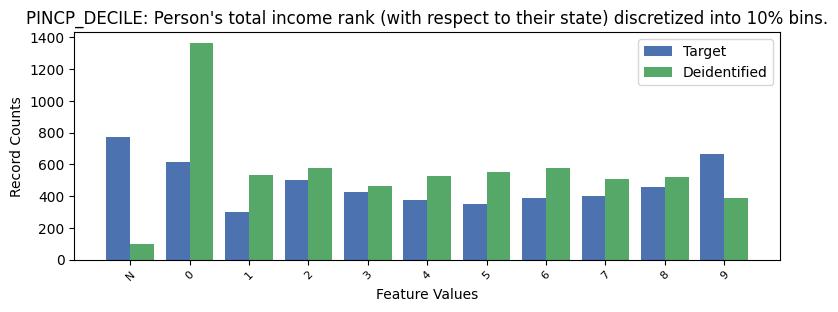 PINCP_DECILE: Person's total income rank (with respect to their state) discretized into 10% bins.
1400
1200
1000
800
600
400
200
0
Record Counts
Target
Deidentified
N 0 1 2 3 4 5 6 7 8 9
Feature Values